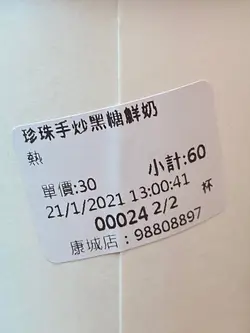 珍珠手炒黑糖鮮奶
熱
小計:60
單價:30
21/1/2021 13:00:41
杯
00024 2/2
康城店：98808897